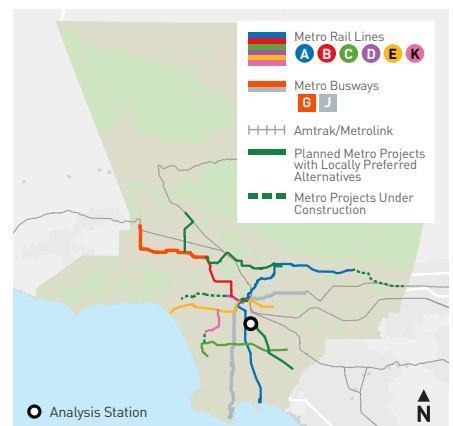 Metro Rail Lines
A B C D E K
Metro Busways
G J
Amtrak/Metrolink
Planned Metro Projects
with Locally Preferred
Alternatives
Metro Projects Under
Construction
Analysis Station
N